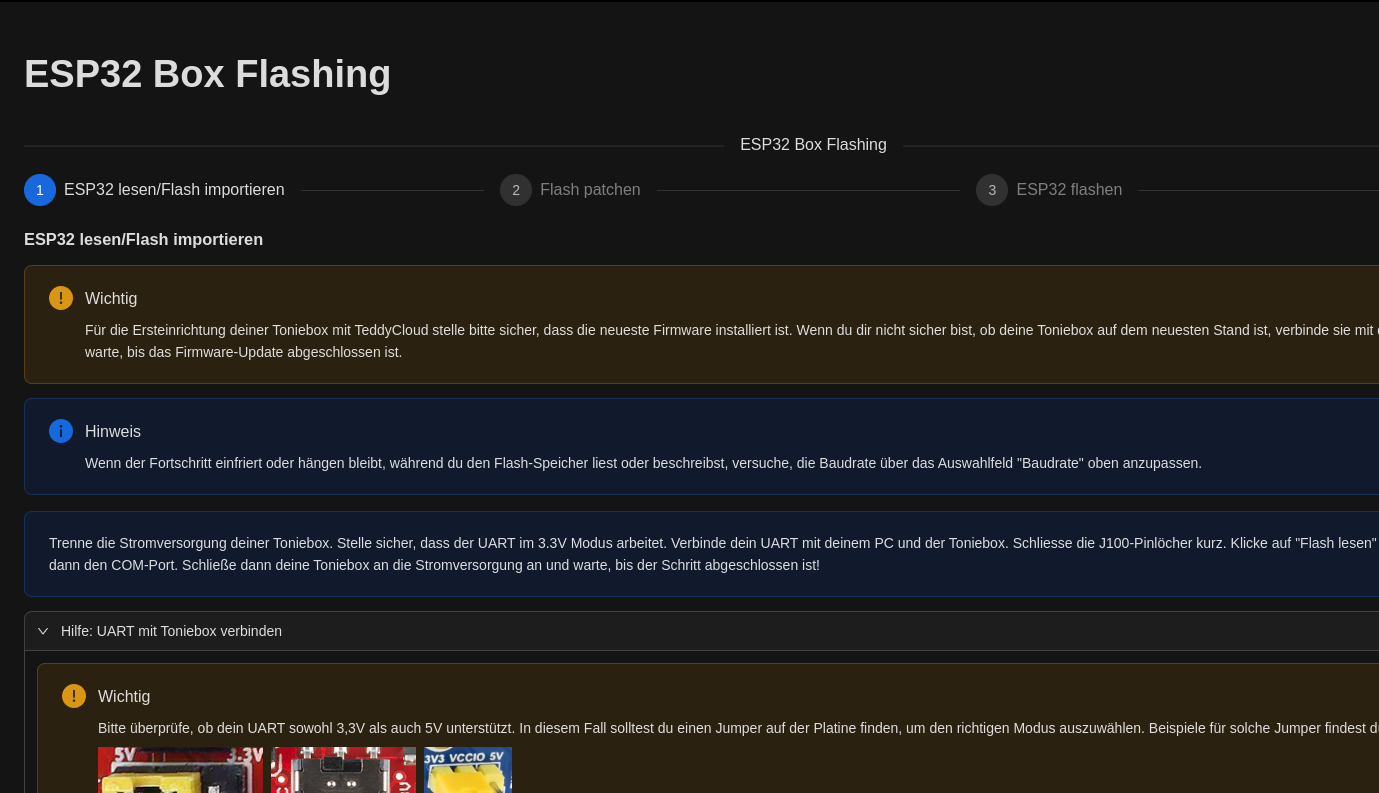 ESP32 Box Flashing
ESP32 Box Flashing
1 ESP32 lesen/Flash importieren 2 Flash patchen 3 ESP32 flashen
ESP32 lesen/Flash importieren
Wichtig
Für die Ersteinrichtung deiner Toniebox mit TeddyCloud stelle bitte sicher, dass die neueste Firmware installiert ist. Wenn du dir nicht sicher bist, ob deine Toniebox auf dem neuesten Stand ist, verbinde sie mit
warte, bis das Firmware-Update abgeschlossen ist.
Hinweis
Wenn der Fortschritt einfriert oder hängen bleibt, während du den Flash-Speicher liest oder beschreibst, versuche, die Baudrate über das Auswahlfeld "Baudrate" oben anzupassen.
Trenne die Stromversorgung deiner Toniebox. Stelle sicher, dass der UART im 3.3V Modus arbeitet. Verbinde dein UART mit deinem PC und der Toniebox. Schliesse die J100-Pinlöcher kurz. Klicke auf "Flash lesen"
dann den COM-Port. Schließe dann deine Toniebox an die Stromversorgung an und warte, bis der Schritt abgeschlossen ist!
Hilfe: UART mit Toniebox verbinden
Wichtig
Bitte überprüfe, ob dein UART sowohl 3,3V als auch 5V unterstützt. In diesem Fall solltest du einen Jumper auf der Platine finden, um den richtigen Modus auszuwählen. Beispiele für solche Jumper findest
5V 3.3V
3V3 VCCIO 5V